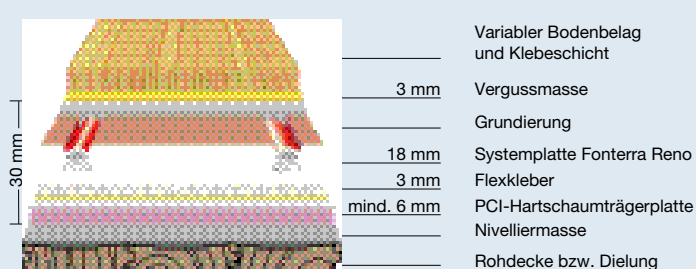 Variabler Bodenbelag
und Klebeschicht
3 mm Vergussmasse
Grundierung
18 mm Systemplatte Fonterra Reno
3 mm Flexkleber
mind. 6 mm PCI-Hartschaumträgerplatte
Nivelliermasse
Rohdecke bzw. Dielung
30 mm